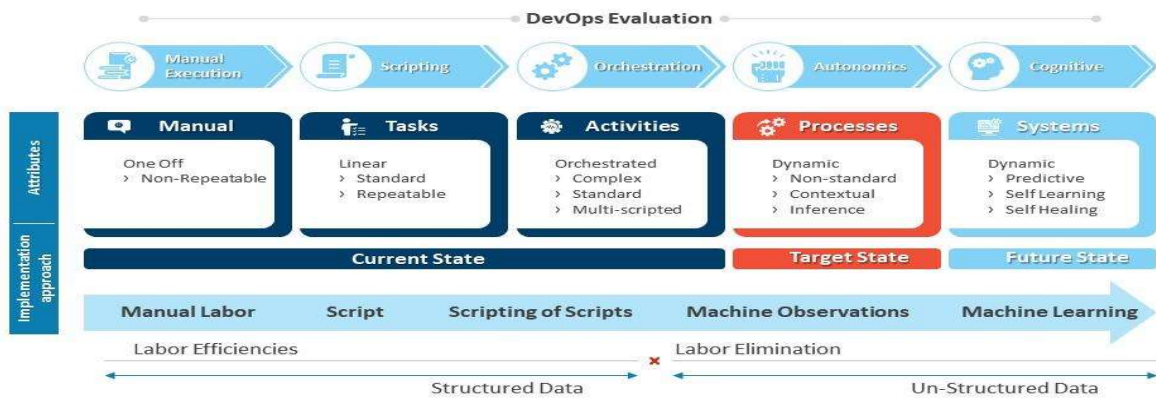 DevOps Evaluation
Manual
Execution
Scripting
Orchestration
Autonomics
Cognitive
Attributes
Manual
One Off
> Non-Repeatable
Tasks
Linear
> Standard
> Repeatable
Activities
Orchestrated
> Complex
> Standard
> Multi-scripted
Processes
Dynamic
> Non-standard
> Contextual
> Inference
Systems
Dynamic
> Predictive
> Self Learning
> Self Healing
Implementation
approach
Current State
Target State
Future State
Manual Labor
Script
Scripting of Scripts
Machine Observations
Machine Learning
Labor Efficiencies
Labor Elimination
Structured Data
Un-Structured Data